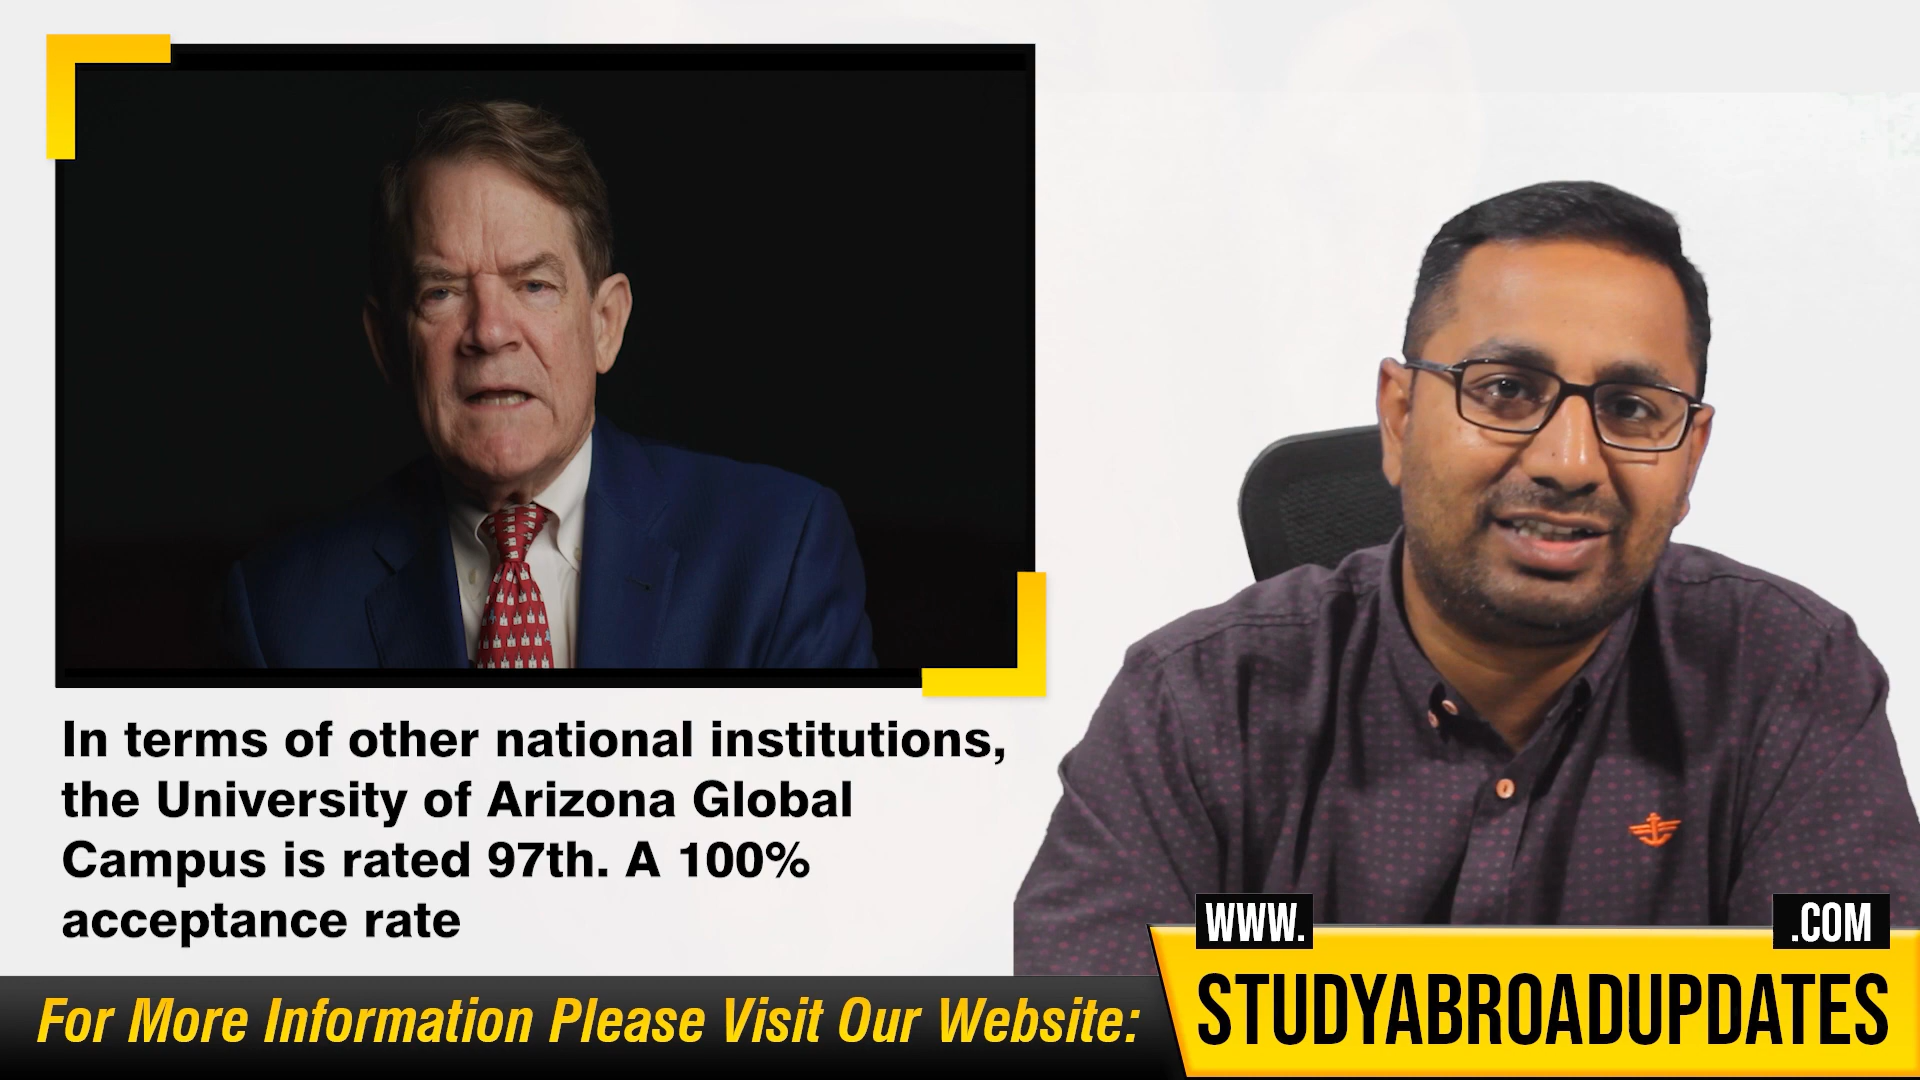 In terms of other national institutions,
the University of Arizona Global
Campus is rated 97th. A 100%
acceptance rate
For More Information Please Visit Our Website:
WWW.
STUDYABROADUPDATES
.COM